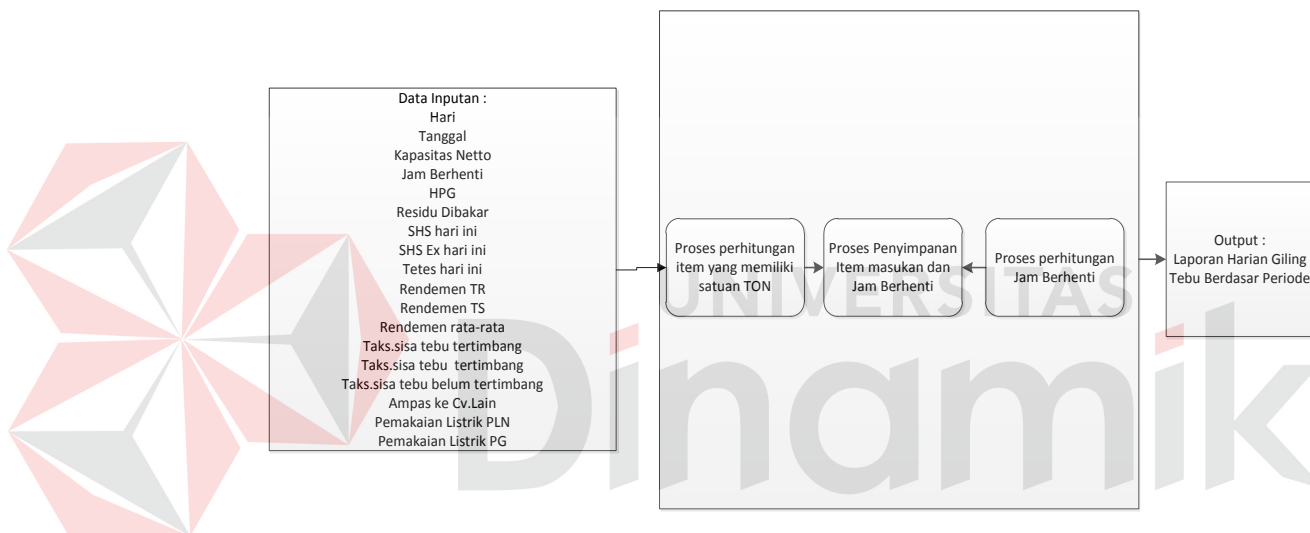 Data Inputan :
Hari
Tanggal
Kapasitas Netto
Jam Berhenti
HPG
Residu Dibakar
SHS hari ini
SHS Ex hari ini
Tetes hari ini
Rendemen TR
Rendemen TS
Rendemen rata-rata
Taks.sisa tebu tertimbang
Taks.sisa tebu  tertimbang
Taks.sisa tebu belum tertimbang
Ampas ke Cv.Lain
Pemakaian Listrik PLN
Pemakaian Listrik PG
Proses perhitungan
item yang memiliki
satuan TON
Proses Penyimpanan
Item masukan dan
Jam Berhenti
Proses perhitungan
Jam Berhenti
Output :
Laporan Harian Giling
Tebu Berdasar Periode
UNIVERSITAS
Dinamik